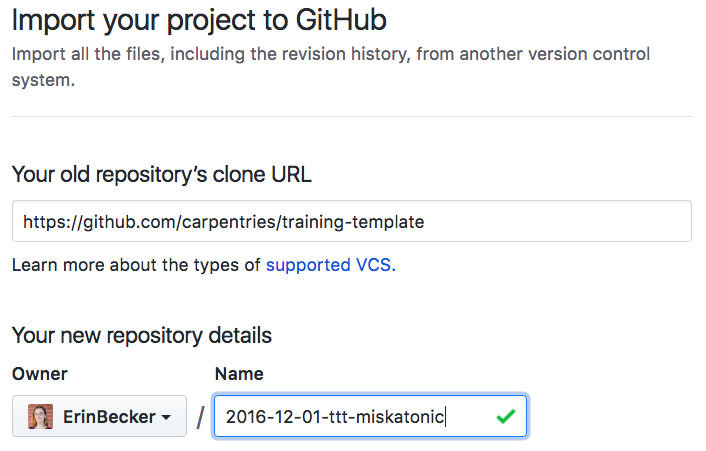 Import your project to GitHub
Import all the files, including the revision history, from another version control
system.
Your old repository's clone URL
https://github.com/carpentries/training-template
Learn more about the types of supported VCS.
Your new repository details
Owner Name
ErinBecker / 2016-12-01-ttt-miskatonic